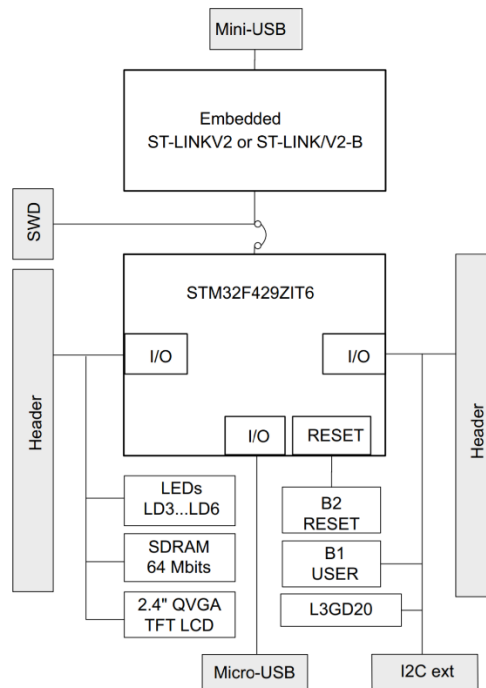 Mini-USB
Embedded
ST-LINKV2 or ST-LINK/V2-B
SWD
STM32F429ZIT6
Header
I/O
I/O
Header
I/O
RESET
LEDs
LD3...LD6
B2
RESET
SDRAM
64 Mbits
B1
USER
2.4" QVGA
TFT LCD
L3GD20
Micro-USB
I2C ext